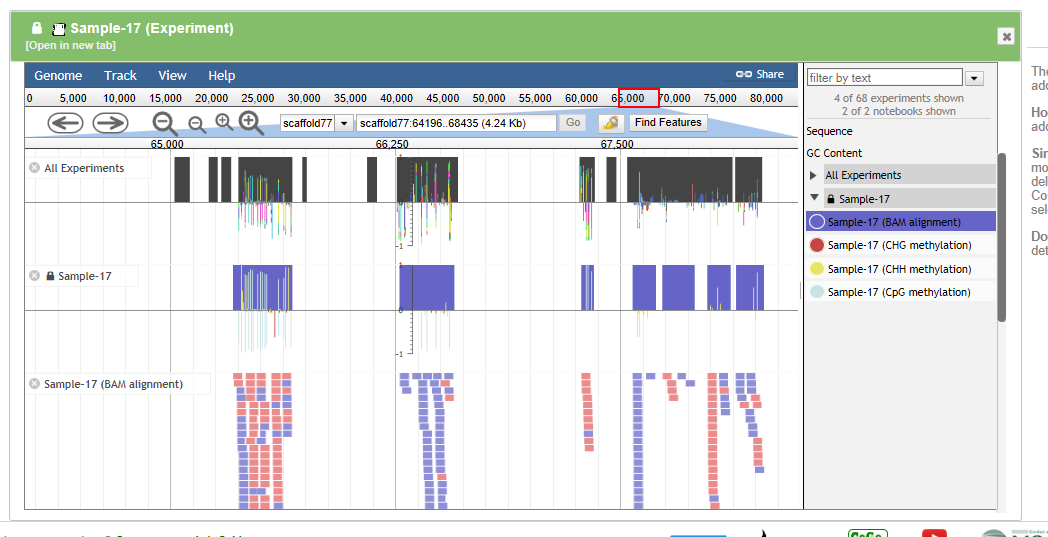 Sample-17 (Experiment)
[Open in new tab]
Genome Track View Help Share
0 5,000 10,000 15,000 20,000 25,000 30,000 35,000 40,000 45,000 50,000 55,000 60,000 65,000 70,000 75,000 80,000
scaffold77 scaffold77:64196..68435 (4.24 Kb) Go Find Features
65,000 66,250 67,500
All Experiments
1
0
-1
Sample-17
1
0
-1
Sample-17 (BAM alignment)
filter by text
4 of 68 experiments shown
2 of 2 notebooks shown
Sequence
GC Content
All Experiments
Sample-17
Sample-17 (BAM alignment)
Sample-17 (CHG methylation)
Sample-17 (CHH methylation)
Sample-17 (CpG methylation)
The
add
Ho
add
Sin
mo
del
Co
sel
Do
det